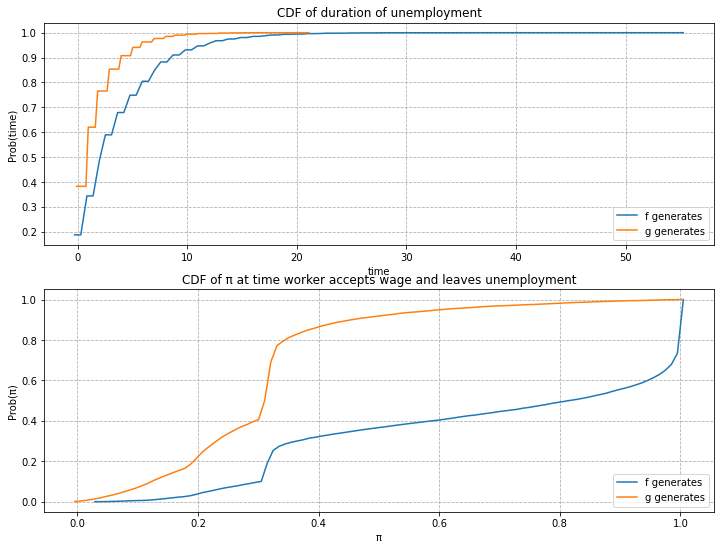 CDF of duration of unemployment
Prob(time)
1.0
0.9
0.8
0.7
0.6
0.5
0.4
0.3
0.2
f generates
g generates
0 10 20 30 40 50
time
CDF of π at time worker accepts wage and leaves unemployment
Prob(π)
1.0
0.8
0.6
0.4
0.2
0.0
f generates
g generates
0.0 0.2 0.4 0.6 0.8 1.0
π